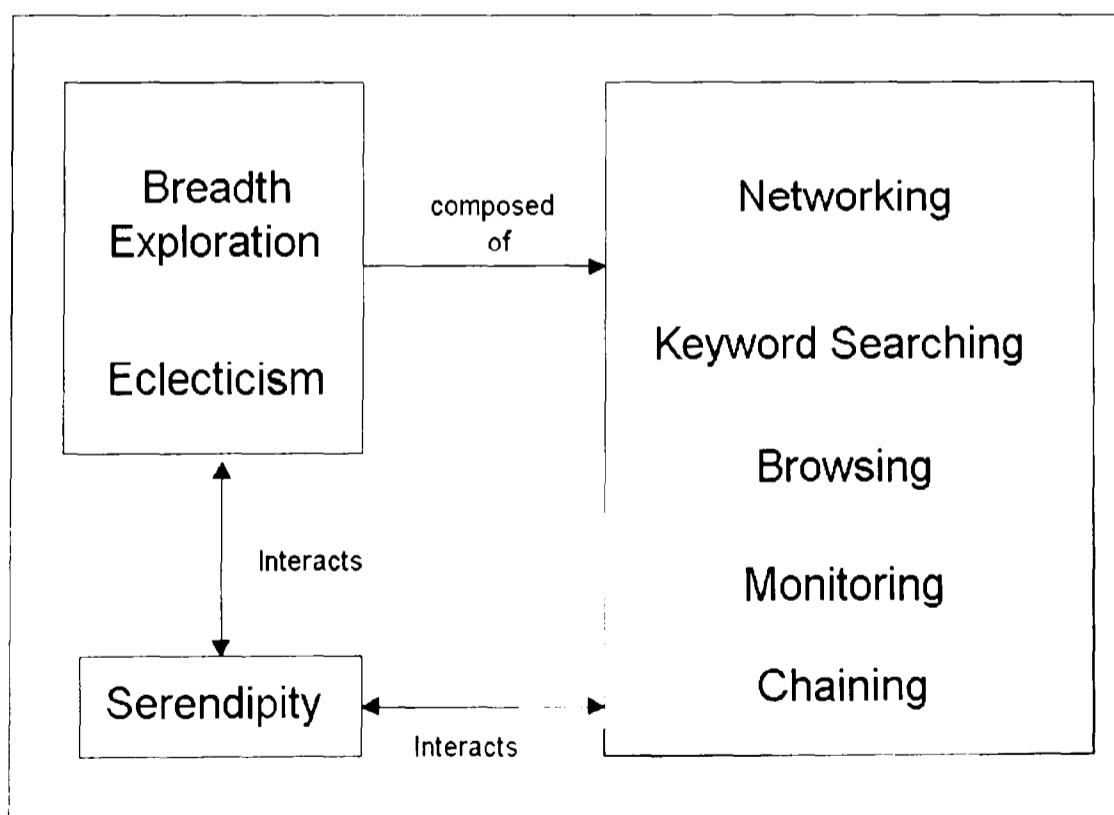 Breadth
Exploration
Eclecticism
composed
of
Networking
Keyword Searching
Browsing
Monitoring
Chaining
Interacts
Serendipity
Interacts